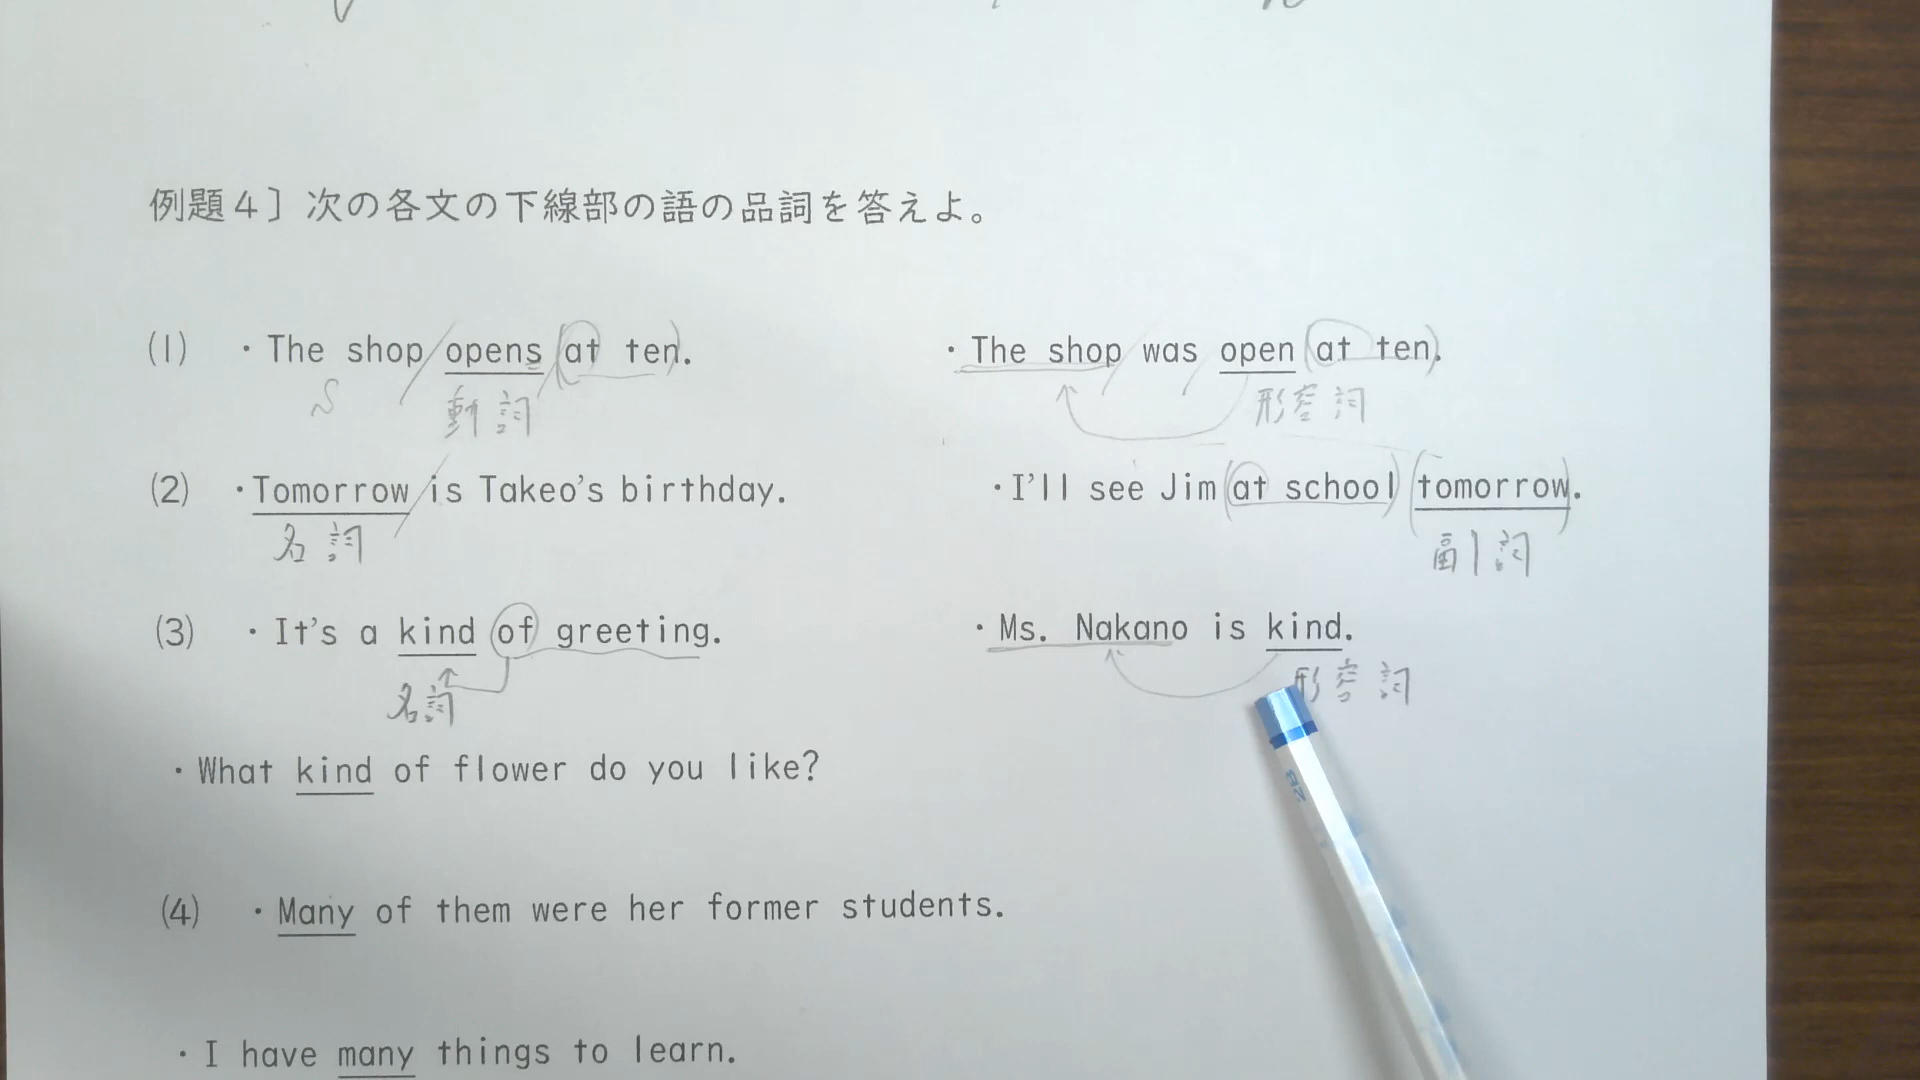 例題4］次の各文の下線部の語の品詞を答えよ。
(1) ・The shop opens at ten. ・The shop was open at ten.
S 動詞 形容詞
(2) ・Tomorrow is Takeo's birthday. ・I'll see Jim at school tomorrow.
名詞 副詞
(3) ・It's a kind of greeting. ・Ms. Nakano is kind.
名詞 形容詞
・What kind of flower do you like?
(4) ・Many of them were her former students.
・I have many things to learn.